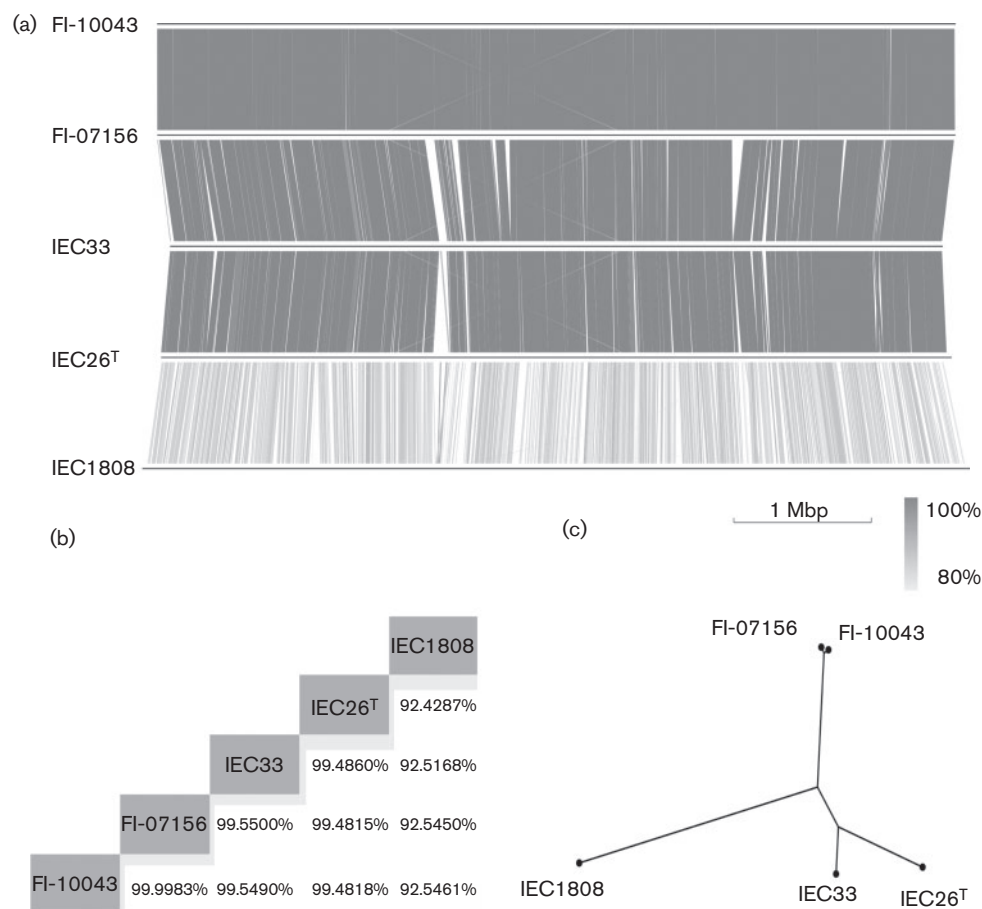 (a) FI-10043
FI-07156
IEC33
IEC26ᵀ
IEC1808
1 Mbp
100%
80%
(b)
IEC1808
IEC26ᵀ 92.4287%
IEC33 99.4860% 92.5168%
FI-07156 99.5500% 99.4815% 92.5450%
FI-10043 99.9983% 99.5490% 99.4818% 92.5461%
(c)
FI-07156 FI-10043
IEC1808 IEC33 IEC26ᵀ